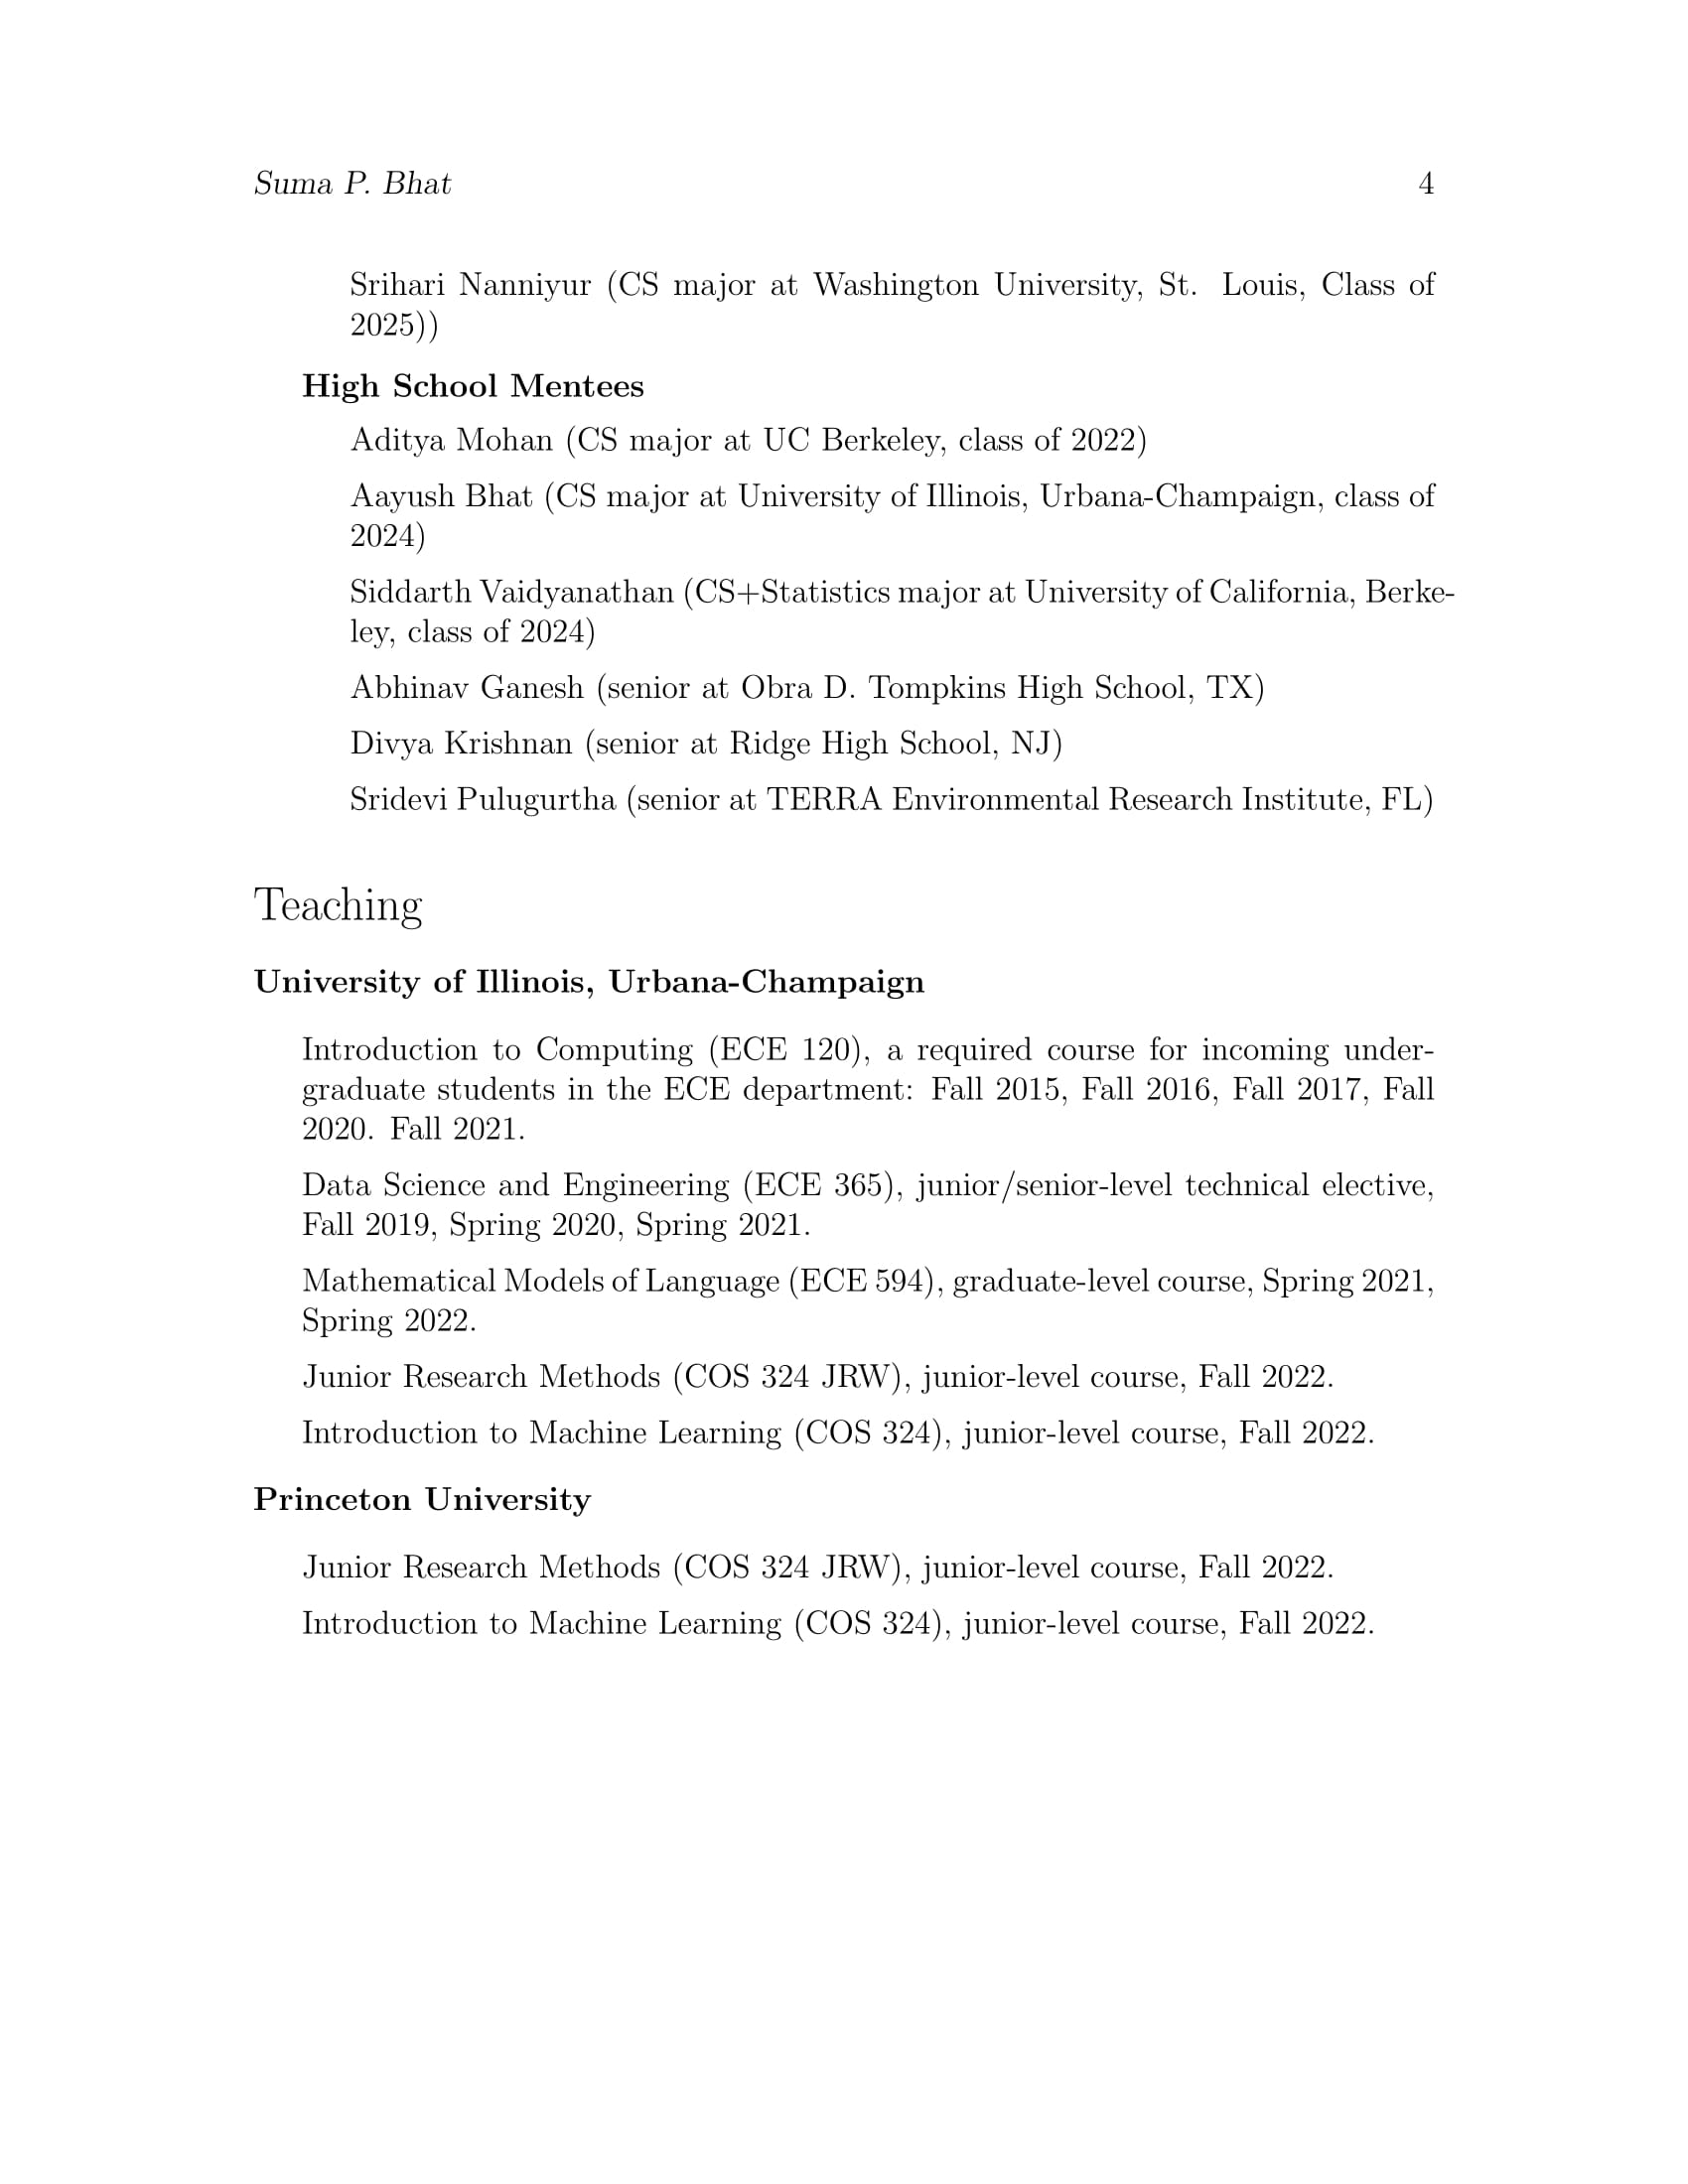 Suma P. Bhat 4
Srihari Nanniyur (CS major at Washington University, St. Louis, Class of
2025))
High School Mentees
Aditya Mohan (CS major at UC Berkeley, class of 2022)
Aayush Bhat (CS major at University of Illinois, Urbana-Champaign, class of
2024)
Siddarth Vaidyanathan (CS+Statistics major at University of California, Berke-
ley, class of 2024)
Abhinav Ganesh (senior at Obra D. Tompkins High School, TX)
Divya Krishnan (senior at Ridge High School, NJ)
Sridevi Pulugurtha (senior at TERRA Environmental Research Institute, FL)
Teaching
University of Illinois, Urbana-Champaign
Introduction to Computing (ECE 120), a required course for incoming under-
graduate students in the ECE department: Fall 2015, Fall 2016, Fall 2017, Fall
2020. Fall 2021.
Data Science and Engineering (ECE 365), junior/senior-level technical elective,
Fall 2019, Spring 2020, Spring 2021.
Mathematical Models of Language (ECE 594), graduate-level course, Spring 2021,
Spring 2022.
Junior Research Methods (COS 324 JRW), junior-level course, Fall 2022.
Introduction to Machine Learning (COS 324), junior-level course, Fall 2022.
Princeton University
Junior Research Methods (COS 324 JRW), junior-level course, Fall 2022.
Introduction to Machine Learning (COS 324), junior-level course, Fall 2022.